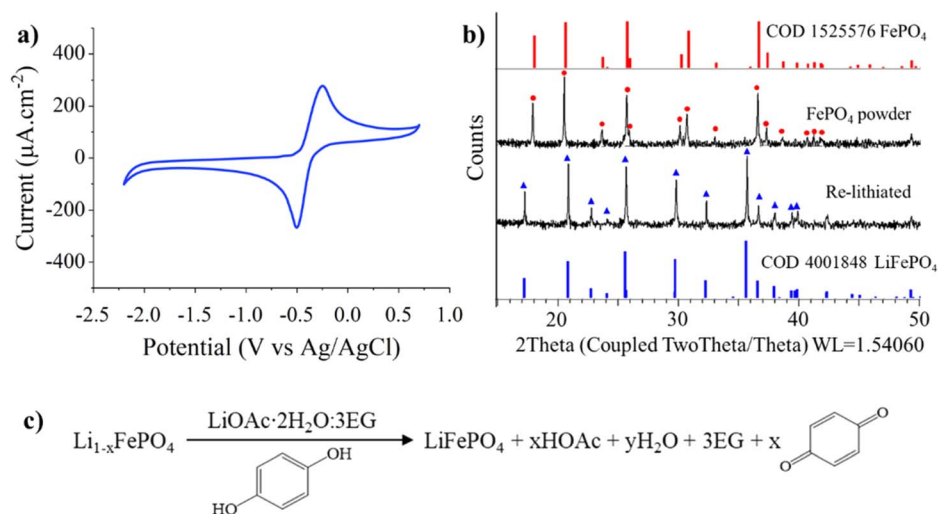 a)
400
200
0
-200
-400
-2.5
-2.0
-1.5
-1.0
-0.5
0.0
0.5
1.0
Current (µA.cm⁻²)
Potential (V vs Ag/AgCl)
b)
COD 1525576 FePO₄
FePO₄ powder
Re-lithiated
COD 4001848 LiFePO₄
Counts
20
30
40
50
2Theta (Coupled TwoTheta/Theta) WL=1.54060
c)
Li₁₋ₓFePO₄
LiOAc·2H₂O:3EG
OH
HO
LiFePO₄ + xHOAc + yH₂O + 3EG + x
O
O